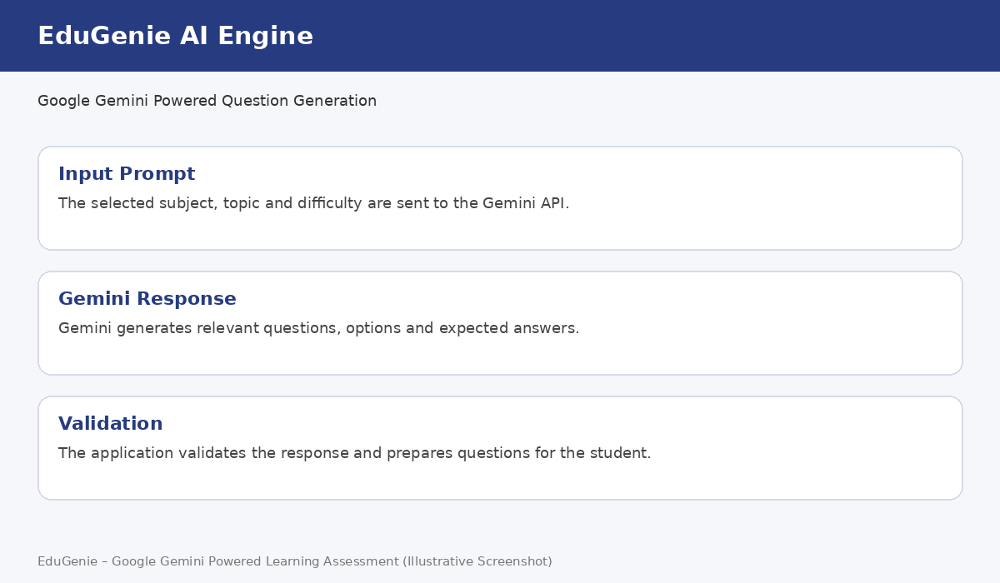 EduGenie AI Engine
Google Gemini Powered Question Generation
Input Prompt
The selected subject, topic and difficulty are sent to the Gemini API.
Gemini Response
Gemini generates relevant questions, options and expected answers.
Validation
The application validates the response and prepares questions for the student.
EduGenie – Google Gemini Powered Learning Assessment (Illustrative Screenshot)